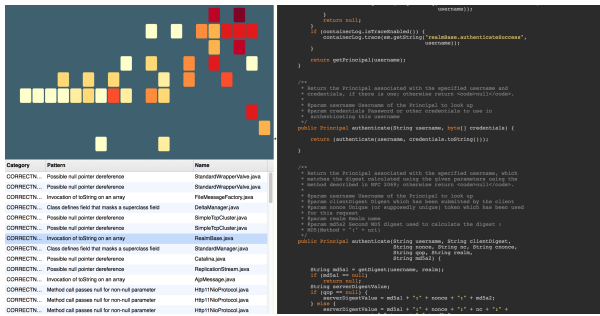 Category Pattern Name
CORRECTN... Possible null pointer dereference StandardWrapperValve.java
CORRECTN... Possible null pointer dereference StandardWrapperValve.java
CORRECTN... Invocation of toString on an array FileMessageFactory.java
CORRECTN... Class defines field that masks a superclass field DeltaManager.java
CORRECTN... Possible null pointer dereference SimpleTcpCluster.java
CORRECTN... Possible null pointer dereference SimpleTcpCluster.java
CORRECTN... Invocation of toString on an array RealmBase.java
CORRECTN... Class defines field that masks a superclass field StandardManager.java
CORRECTN... Possible null pointer dereference Catalina.java
CORRECTN... Possible null pointer dereference ReplicationStream.java
CORRECTN... Invocation of toString on an array ApiMessage.java
CORRECTN... Method call passes null for non-null parameter Http11NioProtocol.java
CORRECTN... Method call passes null for non-null parameter Http11NioProtocol.java
username));
}
return null;
}
if (containerLog.isTraceEnabled()) {
containerLog.trace(sm.getString("realmBase.authenticateSuccess",
username));
}
return getPrincipal(username);
}
/**
* Return the Principal associated with the specified username and
* credentials, if there is one; otherwise return <code>null</code>.
*
* @param username Username of the Principal to look up
* @param credentials Password or other credentials to use in
* authenticating this username
*/
public Principal authenticate(String username, byte[] credentials) {
return (authenticate(username, credentials.toString()));
}
/**
* Return the Principal associated with the specified username, which
* matches the digest calculated using the given parameters using the
* method described in RFC 2069; otherwise return <code>null</code>.
*
* @param username Username of the Principal to look up
* @param clientDigest Digest which has been submitted by the client
* @param nonce Unique (or supposedly unique) token which has been used
* for this request
* @param realm Realm name
* @param md5a2 Second MD5 digest used to calculate the digest :
* MD5(Method + ":" + uri)
*/
public Principal authenticate(String username, String clientDigest,
String nonce, String nc, String cnonce,
String qop, String realm,
String md5a2) {
String md5a1 = getDigest(username, realm);
if (md5a1 == null)
return null;
String serverDigestValue;
if (qop == null) {
serverDigestValue = md5a1 + ":" + nonce + ":" + md5a2;
} else {
serverDigestValue = md5a1 + ":" + nonce + ":" + nc + ":" +